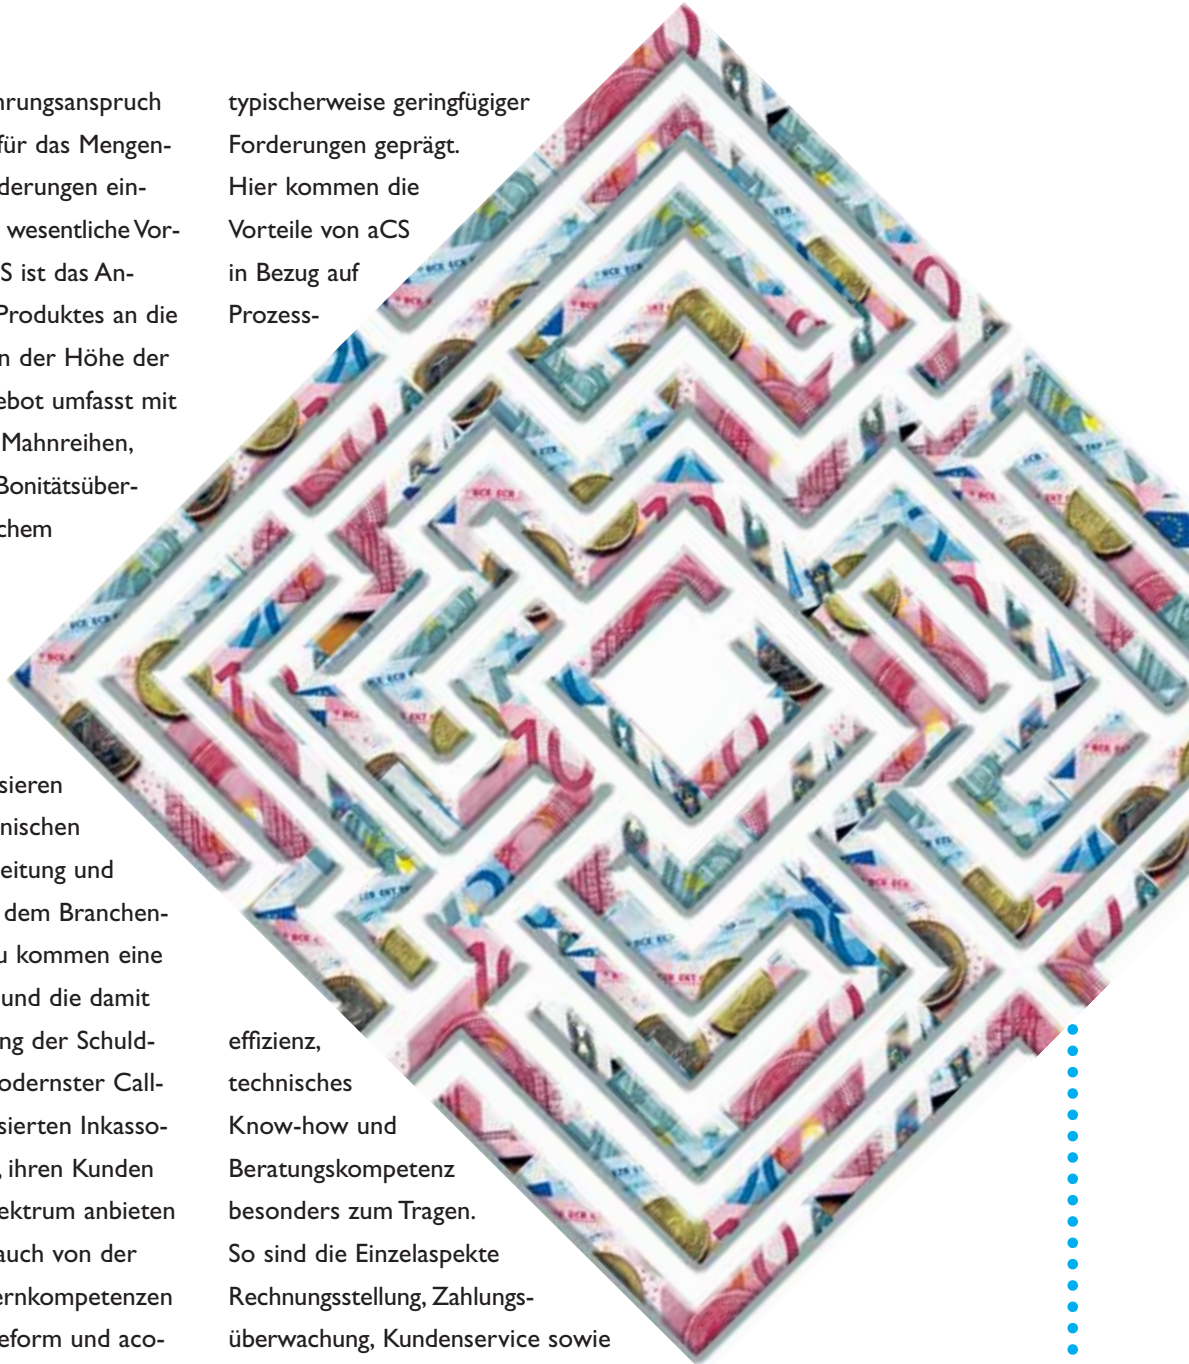 hrungsanspruch
für das Mengen-
derungen ein-
wesentliche Vor-
S ist das An-
Produktes an die
n der Höhe der
ebot umfasst mit
Mahnreihen,
Bonitätsüber-
chem
sieren
nischen
eitung und
dem Branchen-
u kommen eine
und die damit
ng der Schuld-
odernster Call-
sierten Inkasso-
, ihren Kunden
ektrum anbieten
auch von der
ernkompetenzen
eform und aco-
typischerweise geringfügiger
Forderungen geprägt.
Hier kommen die
Vorteile von aCS
in Bezug auf
Prozess-
effizienz,
technisches
Know-how und
Beratungskompetenz
besonders zum Tragen.
So sind die Einzelaspekte
Rechnungsstellung, Zahlungs-
überwachung, Kundenservice sowie